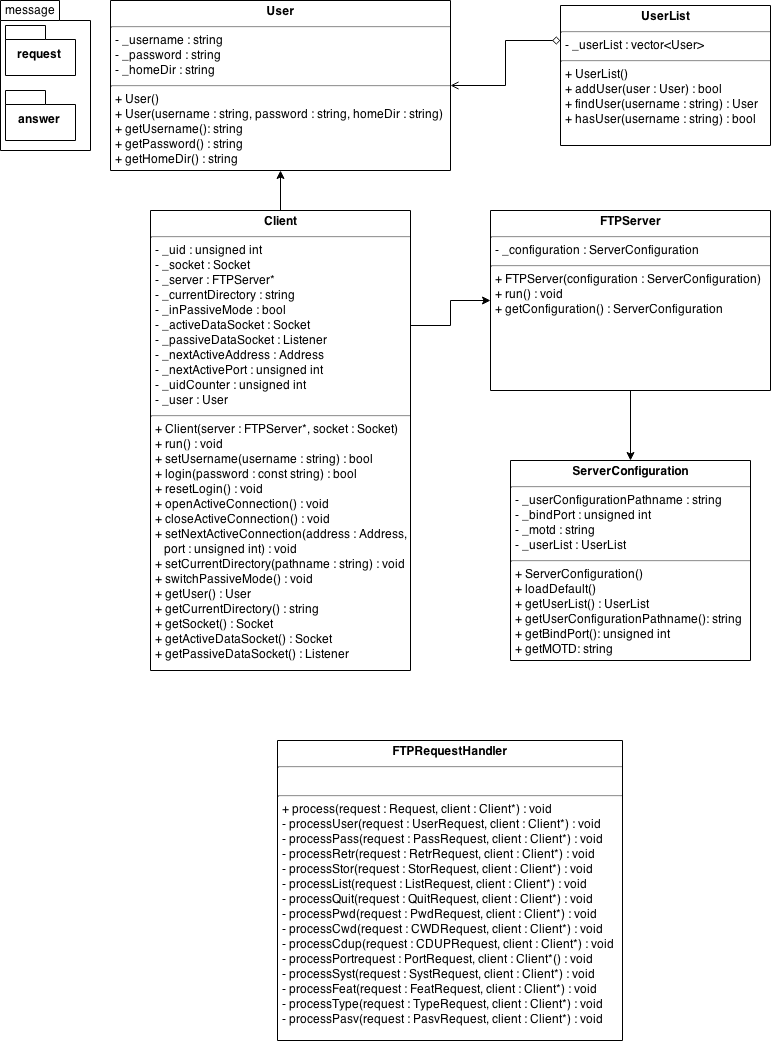 message
request
answer
User
- _username : string
- _password : string
- _homeDir : string
+ User()
+ User(username : string, password : string, homeDir : string)
+ getUsername(): string
+ getPassword() : string
+ getHomeDir() : string
UserList
- _userList : vector<User>
+ UserList()
+ addUser(user : User) : bool
+ findUser(username : string) : User
+ hasUser(username : string) : bool
Client
- _uid : unsigned int
- _socket : Socket
- _server : FTPServer*
- _currentDirectory : string
- _inPassiveMode : bool
- _activeDataSocket : Socket
- _passiveDataSocket : Listener
- _nextActiveAddress : Address
- _nextActivePort : unsigned int
- _uidCounter : unsigned int
- _user : User
+ Client(server : FTPServer*, socket : Socket)
+ run() : void
+ setUsername(username : string) : bool
+ login(password : const string) : bool
+ resetLogin() : void
+ openActiveConnection() : void
+ closeActiveConnection() : void
+ setNextActiveConnection(address : Address,
port : unsigned int) : void
+ setCurrentDirectory(pathname : string) : void
+ switchPassiveMode() : void
+ getUser() : User
+ getCurrentDirectory() : string
+ getSocket() : Socket
+ getActiveDataSocket() : Socket
+ getPassiveDataSocket() : Listener
FTPServer
- _configuration : ServerConfiguration
+ FTPServer(configuration : ServerConfiguration)
+ run() : void
+ getConfiguration() : ServerConfiguration
ServerConfiguration
- _userConfigurationPathname : string
- _bindPort : unsigned int
- _motd : string
- _userList : UserList
+ ServerConfiguration()
+ loadDefault()
+ getUserList() : UserList
+ getUserConfigurationPathname(): string
+ getBindPort(): unsigned int
+ getMOTD: string
FTPRequestHandler
+ process(request : Request, client : Client*) : void
- processUser(request : UserRequest, client : Client*) : void
- processPass(request : PassRequest, client : Client*) : void
- processRetr(request : RetrRequest, client : Client*) : void
- processStor(request : StorRequest, client : Client*) : void
- processList(request : ListRequest, client : Client*) : void
- processQuit(request : QuitRequest, client : Client*) : void
- processPwd(request : PwdRequest, client : Client*) : void
- processCwd(request : CWDRequest, client : Client*) : void
- processCdup(request : CDUPRequest, client : Client*) : void
- processPortrequest : PortRequest, client : Client*() : void
- processSyst(request : SystRequest, client : Client*) : void
- processFeat(request : FeatRequest, client : Client*) : void
- processType(request : TypeRequest, client : Client*) : void
- processPasv(request : PasvRequest, client : Client*) : void